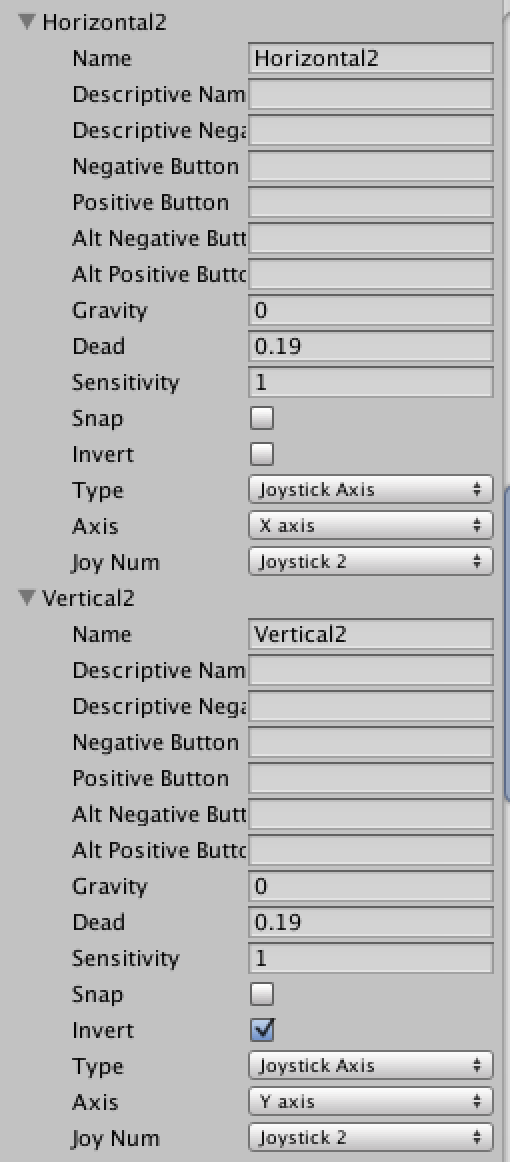 Horizontal2
Name Horizontal2
Descriptive Nam
Descriptive Nega
Negative Button
Positive Button
Alt Negative Butt
Alt Positive Butto
Gravity 0
Dead 0.19
Sensitivity 1
Snap
Invert
Type Joystick Axis
Axis X axis
Joy Num Joystick 2
Vertical2
Name Vertical2
Descriptive Nam
Descriptive Nega
Negative Button
Positive Button
Alt Negative Butt
Alt Positive Butto
Gravity 0
Dead 0.19
Sensitivity 1
Snap
Invert
Type Joystick Axis
Axis Y axis
Joy Num Joystick 2